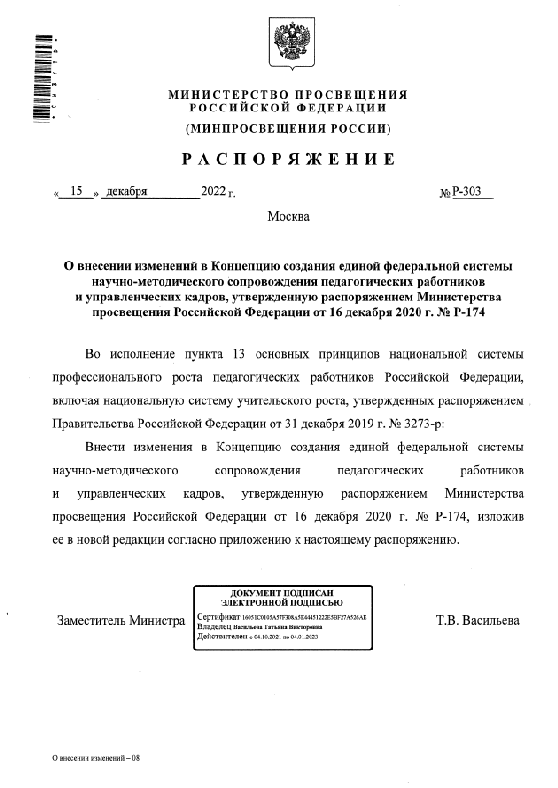 МИНИСТЕРСТВО ПРОСВЕЩЕНИЯ
РОССИЙСКОЙ ФЕДЕРАЦИИ
(МИНПРОСВЕЩЕНИЯ РОССИИ)
РАСПОРЯЖЕНИЕ
« 15 » декабря 2022 г. № Р-303
Москва
О внесении изменений в Концепцию создания единой федеральной системы
научно-методического сопровождения педагогических работников
и управленческих кадров, утвержденную распоряжением Министерства
просвещения Российской Федерации от 16 декабря 2020 г. № Р-174
Во исполнение пункта 13 основных принципов национальной системы
профессионального роста педагогических работников Российской Федерации,
включая национальную систему учительского роста, утвержденных распоряжением
Правительства Российской Федерации от 31 декабря 2019 г. № 3273-р:
Внести изменения в Концепцию создания единой федеральной системы
научно-методического сопровождения педагогических работников
и управленческих кадров, утвержденную распоряжением Министерства
просвещения Российской Федерации от 16 декабря 2020 г. № Р-174, изложив
ее в новой редакции согласно приложению к настоящему распоряжению.
ДОКУМЕНТ ПОДПИСАН
ЭЛЕКТРОННОЙ ПОДПИСЬЮ
Заместитель Министра
Сертификат
Владелец Васильева Татьяна Викторовна
Действителен с 04.10.2021 по 04.01.2023
Т.В. Васильева
О внесении изменений – 08